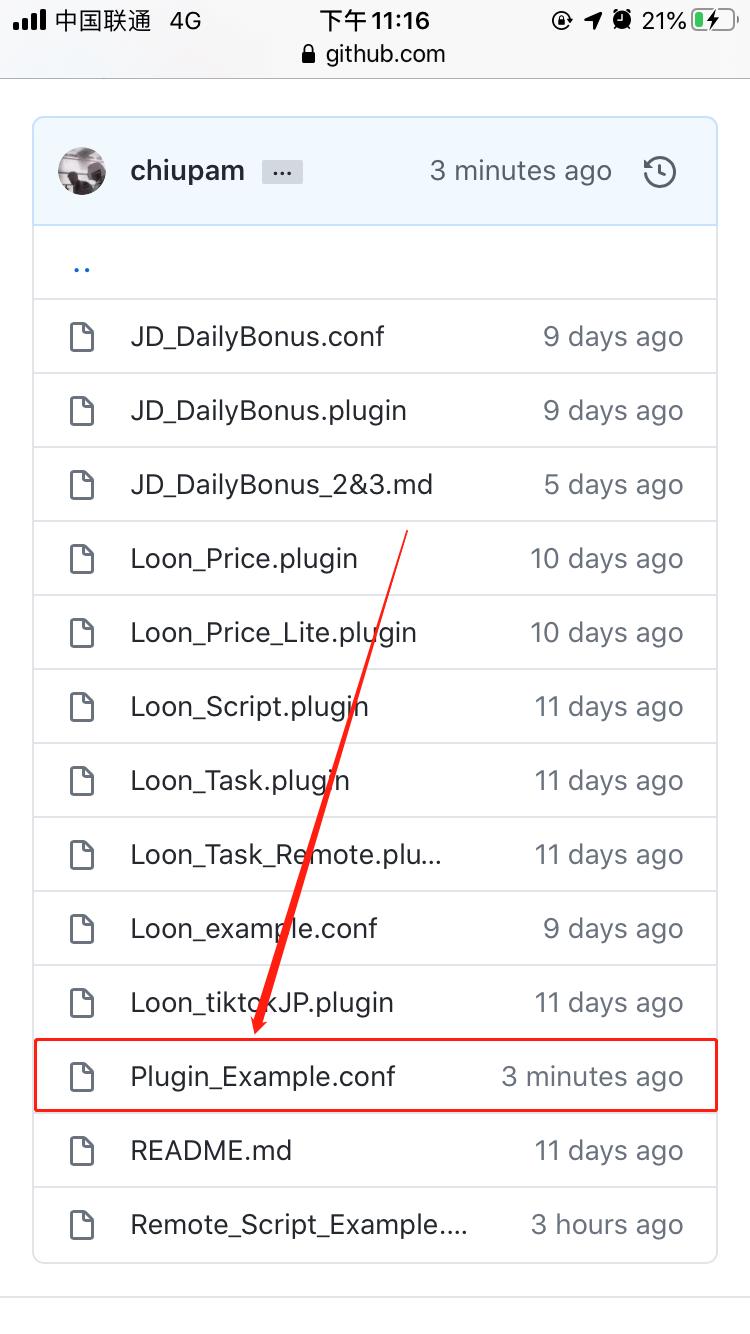 中国联通 4G 下午11:16 21%
github.com
chiupam ... 3 minutes ago
..
JD_DailyBonus.conf 9 days ago
JD_DailyBonus.plugin 9 days ago
JD_DailyBonus_2&3.md 5 days ago
Loon_Price.plugin 10 days ago
Loon_Price_Lite.plugin 10 days ago
Loon_Script.plugin 11 days ago
Loon_Task.plugin 11 days ago
Loon_Task_Remote.plu... 11 days ago
Loon_example.conf 9 days ago
Loon_tiktokJP.plugin 11 days ago
Plugin_Example.conf 3 minutes ago
README.md 11 days ago
Remote_Script_Example.... 3 hours ago